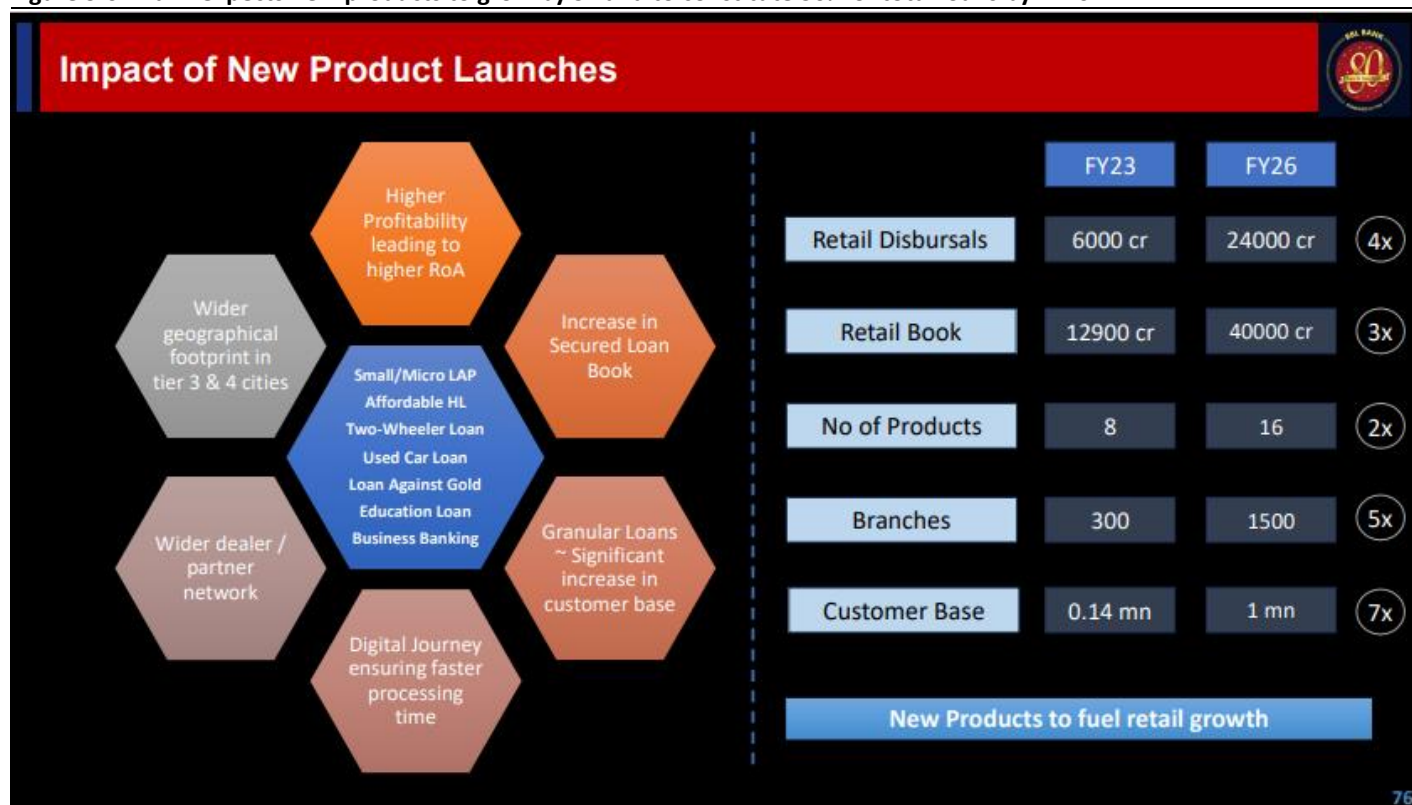 Impact of New Product Launches
80
Higher
Profitability
leading to
higher RoA
Wider
geographical
footprint in
tier 3 & 4 cities
Increase in
Secured Loan
Book
Small/Micro LAP
Affordable HL
Two-Wheeler Loan
Used Car Loan
Loan Against Gold
Education Loan
Business Banking
Wider dealer /
partner
network
Granular Loans
~ Significant
increase in
customer base
Digital Journey
ensuring faster
processing
time
FY23 FY26
Retail Disbursals 6000 cr 24000 cr 4x
Retail Book 12900 cr 40000 cr 3x
No of Products 8 16 2x
Branches 300 1500 5x
Customer Base 0.14 mn 1 mn 7x
New Products to fuel retail growth
76